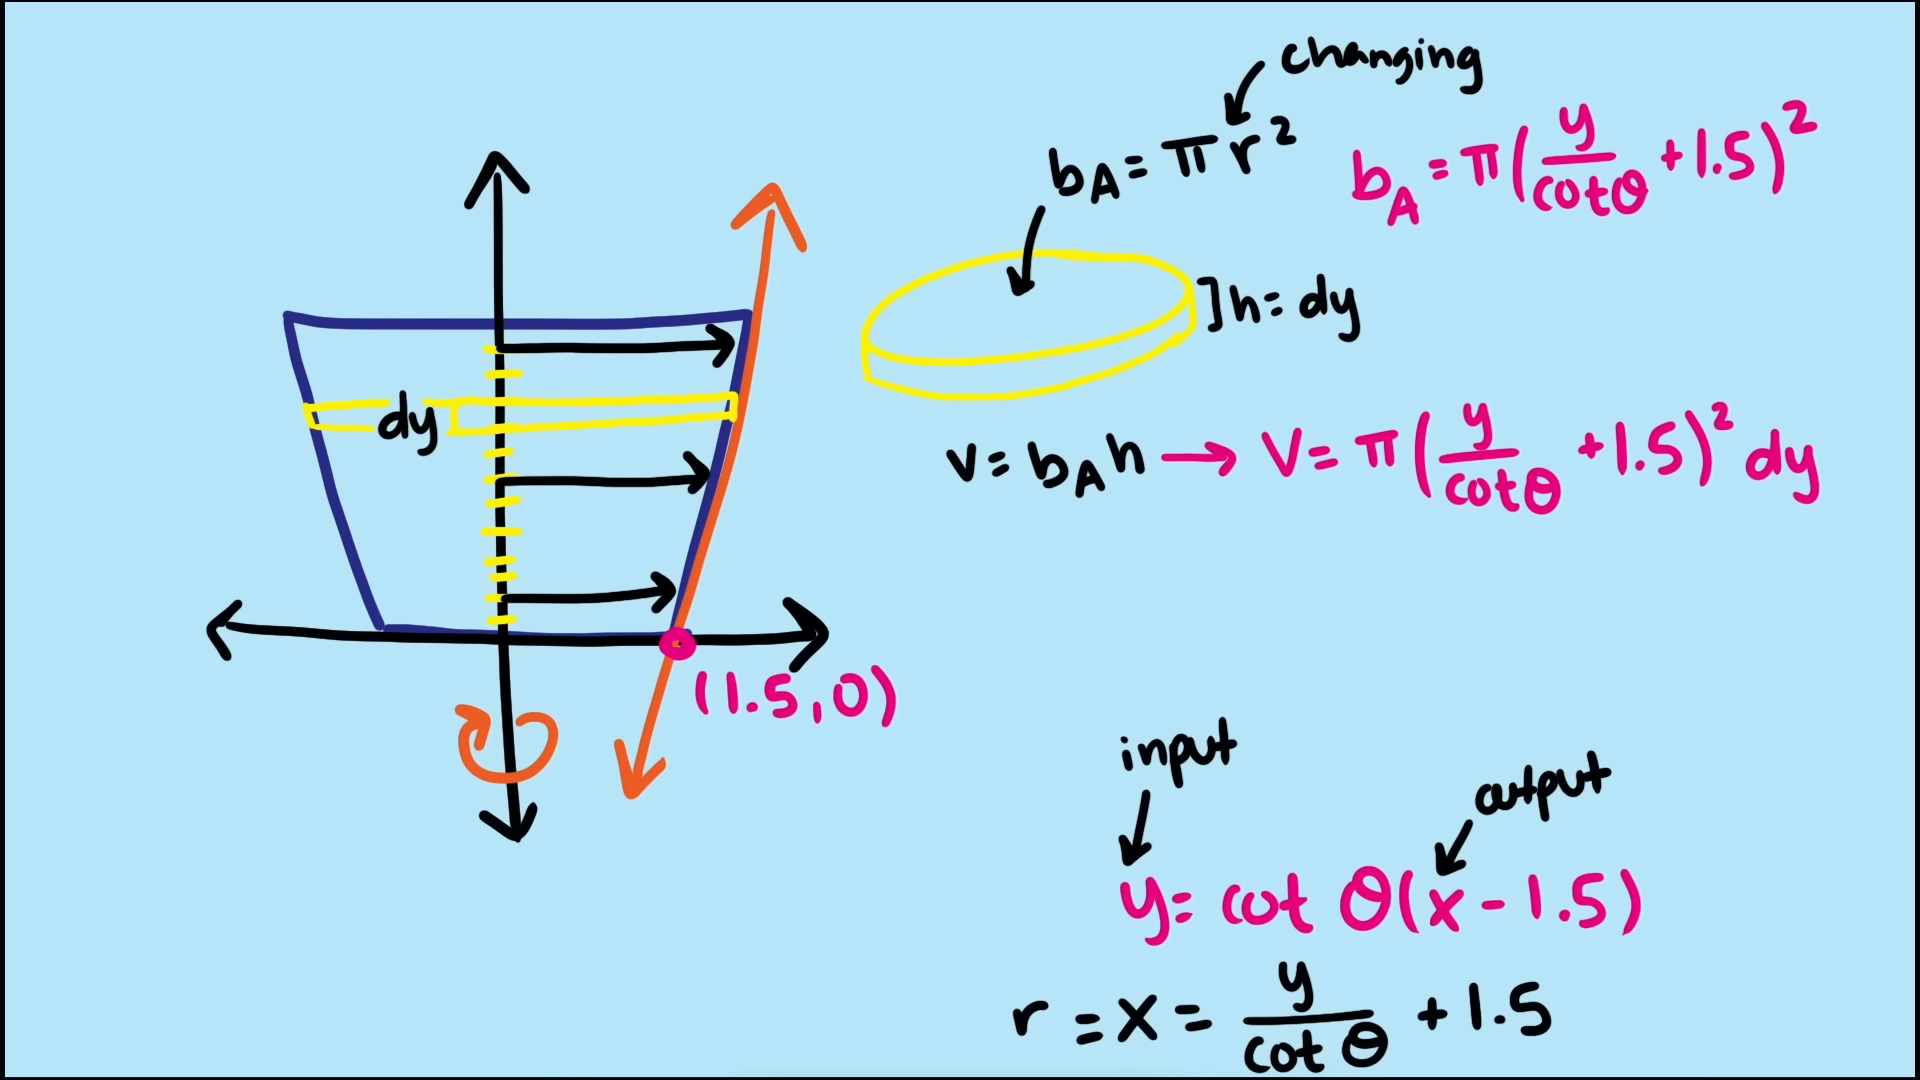 changing
b_A = πr²
b_A = π(y/cotθ + 1.5)²
h = dy
dy
v = b_A h → V = π(y/cotθ + 1.5)² dy
(1.5, 0)
input
output
y = cot θ(x - 1.5)
r = x = y/cot θ + 1.5